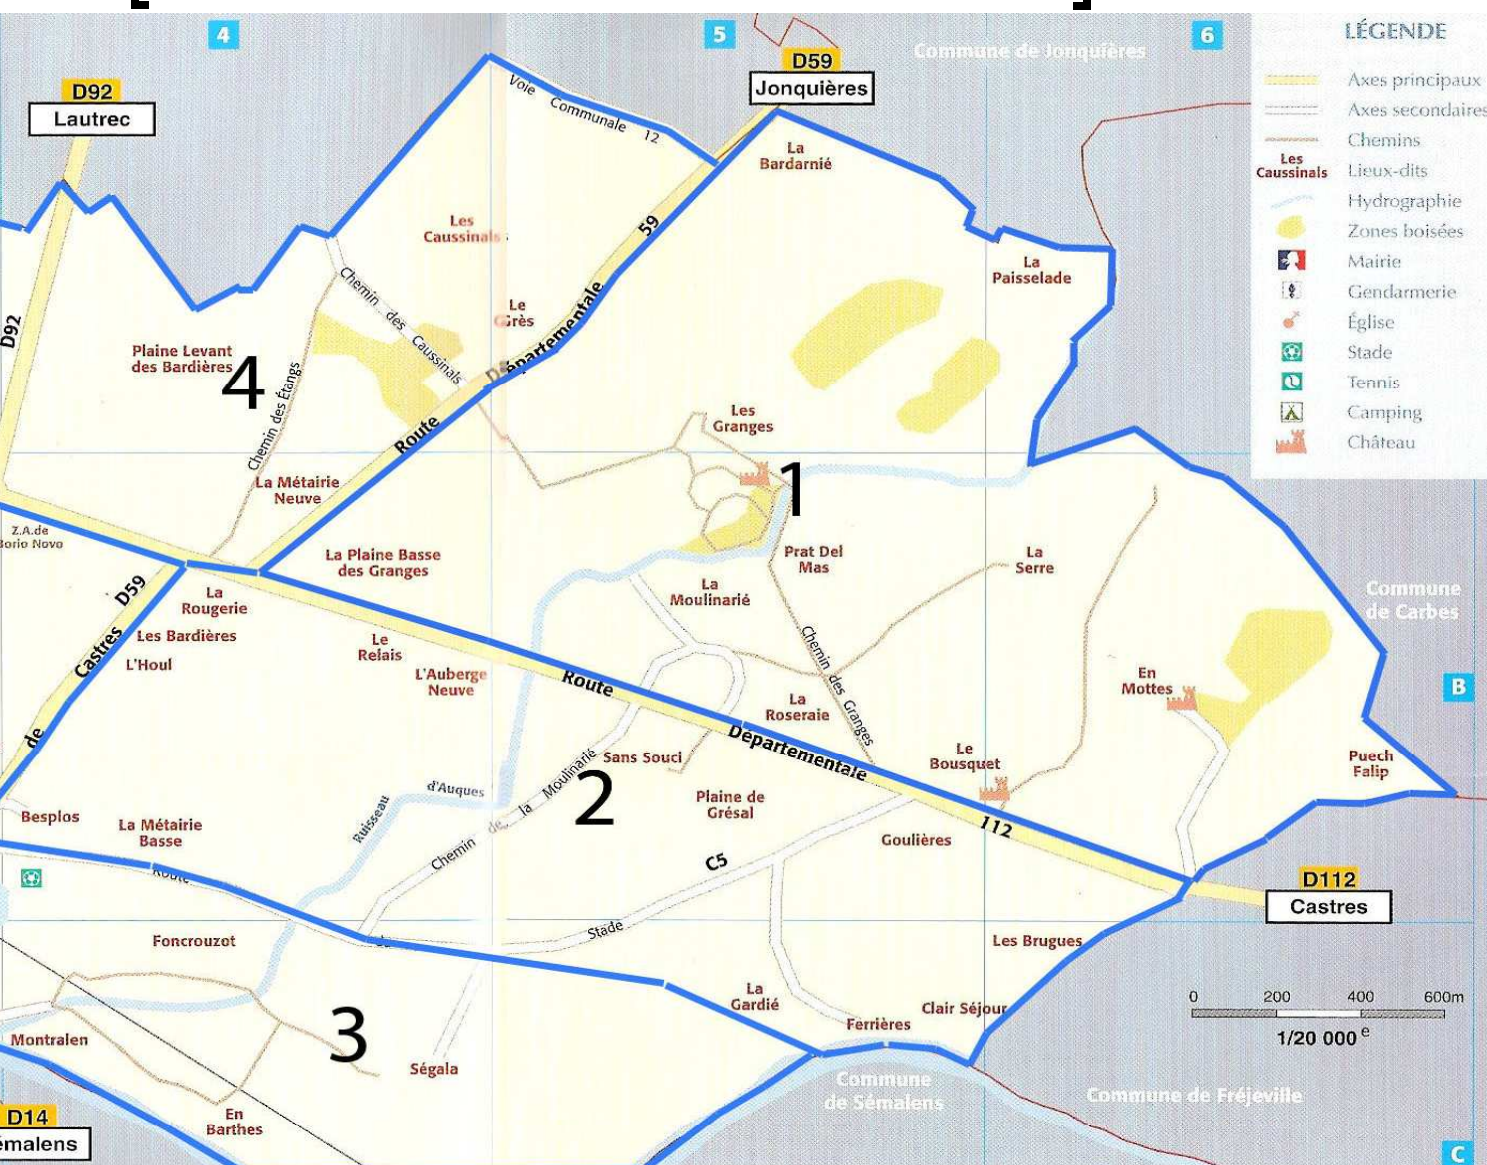 4
5
6
Commune de Jonquières
LÉGENDE
Axes principaux
Axes secondaires
Chemins
Les
Caussinals
Lieux-dits
Hydrographie
Zones boisées
Mairie
Gendarmerie
Église
Stade
Tennis
Camping
Château
D92
Lautrec
D59
Jonquières
Voie Communale 12
La
Bardarnié
59
Les
Caussinals
La
Paisselade
Chemin des Caussinals
Le
Grès
D92
Départementale
Plaine Levant
des Bardières
4
Chemin des Étangs
Route
Les
Granges
La Métairie
Neuve
1
Z.A.de
Borio Novo
La Plaine Basse
des Granges
Prat Del
Mas
La
Serre
La
Moulinarié
D59
La
Rougerie
Les Bardières
L'Houl
Castres
de
Le
Relais
L'Auberge
Neuve
Route
Départementale
112
Chemin des Granges
La
Roseraie
Commune
de Carbes
En
Mottes
B
Sans Souci
Le
Bousquet
Puech
Falip
2
Plaine de
Grésal
Goulières
Besplos
La Métairie
Basse
Ruisseau
d'Auques
Chemin de la Moulinarié
C5
Route
D112
Castres
Stade
Foncrouzot
Les Brugues
La
Gardié
Clair Séjour
Ferrières
0 200 400 600m
1/20 000e
3
Montralen
Ségala
Commune
de Sémalens
Commune de Fréjeville
En
Barthes
D14
émalens
C